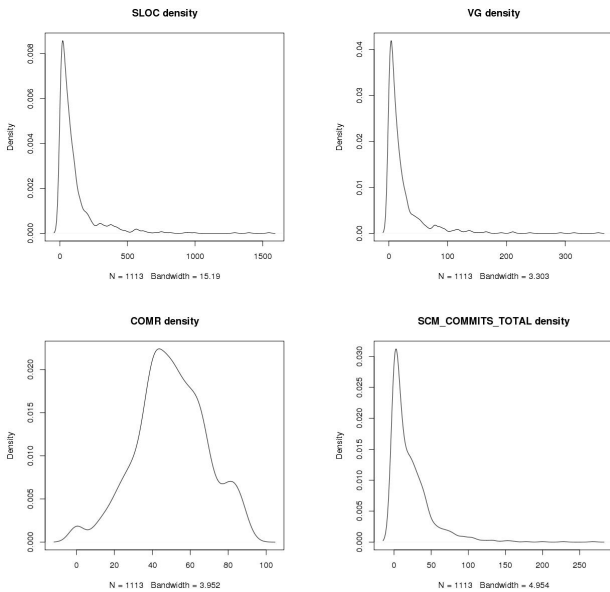 SLOC density
Density
0.000 0.002 0.004 0.006 0.008
0 500 1000 1500
N = 1113 Bandwidth = 15.19
VG density
Density
0.00 0.01 0.02 0.03 0.04
0 100 200 300
N = 1113 Bandwidth = 3.303
COMR density
Density
0.000 0.005 0.010 0.015 0.020
0 20 40 60 80 100
N = 1113 Bandwidth = 3.952
SCM_COMMITS_TOTAL density
Density
0.000 0.005 0.010 0.015 0.020 0.025 0.030
0 50 100 150 200 250
N = 1113 Bandwidth = 4.954